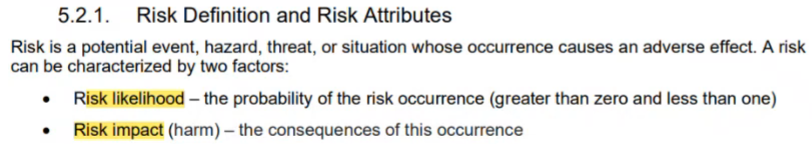 5.2.1. Risk Definition and Risk Attributes
Risk is a potential event, hazard, threat, or situation whose occurrence causes an adverse effect. A risk
can be characterized by two factors:
• Risk likelihood – the probability of the risk occurrence (greater than zero and less than one)
• Risk impact (harm) – the consequences of this occurrence